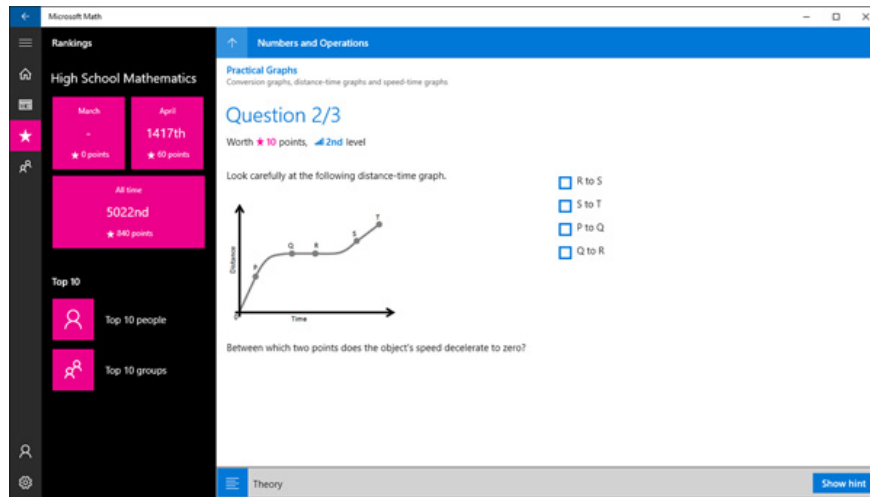 Microsoft Math
Rankings
Numbers and Operations
High School Mathematics
March
-
0 points
April
1417th
60 points
All time
5022nd
840 points
Top 10
Top 10 people
Top 10 groups
Practical Graphs
Conversion graphs, distance-time graphs and speed-time graphs
Question 2/3
Worth ★ 10 points, 2nd level
Look carefully at the following distance-time graph.
Distance
P
Q
R
S
T
0
Time
R to S
S to T
P to Q
Q to R
Between which two points does the object's speed decelerate to zero?
Theory
Show hint